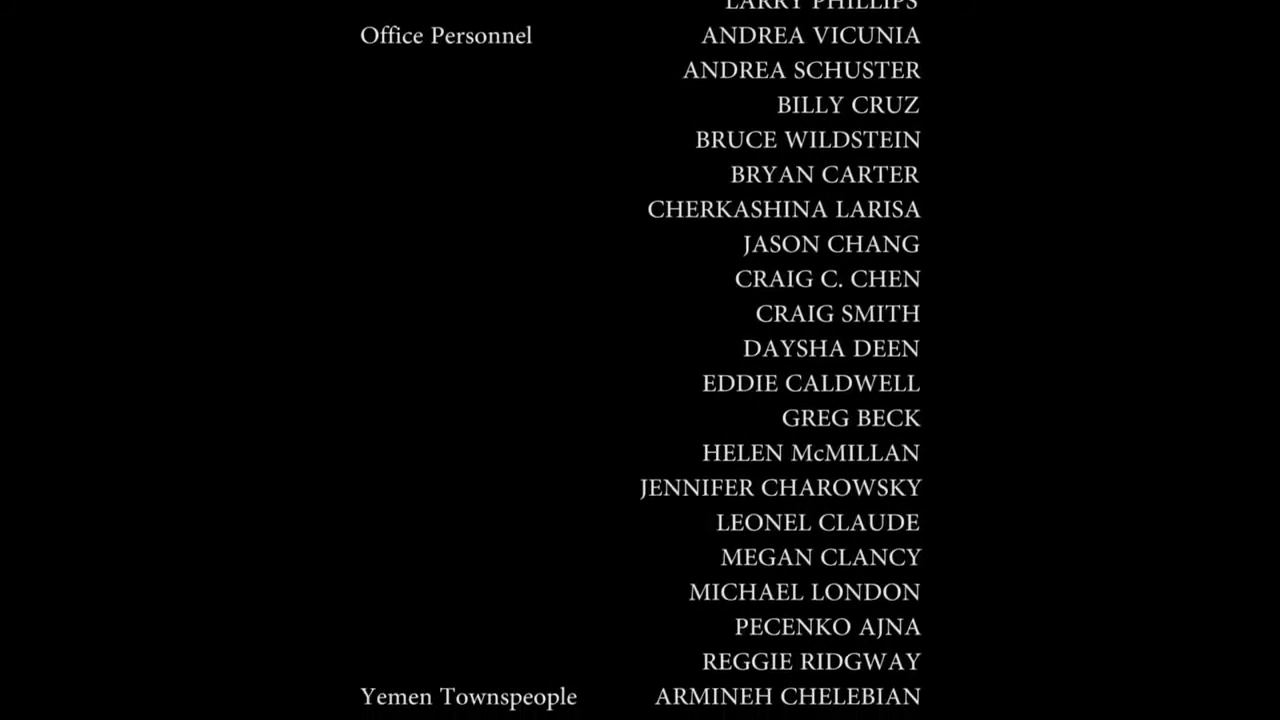 LARRY PHILLIPS
Office Personnel ANDREA VICUNIA
ANDREA SCHUSTER
BILLY CRUZ
BRUCE WILDSTEIN
BRYAN CARTER
CHERKASHINA LARISA
JASON CHANG
CRAIG C. CHEN
CRAIG SMITH
DAYSHA DEEN
EDDIE CALDWELL
GREG BECK
HELEN McMILLAN
JENNIFER CHAROWSKY
LEONEL CLAUDE
MEGAN CLANCY
MICHAEL LONDON
PECENKO AJNA
REGGIE RIDGWAY
Yemen Townspeople ARMINEH CHELEBIAN